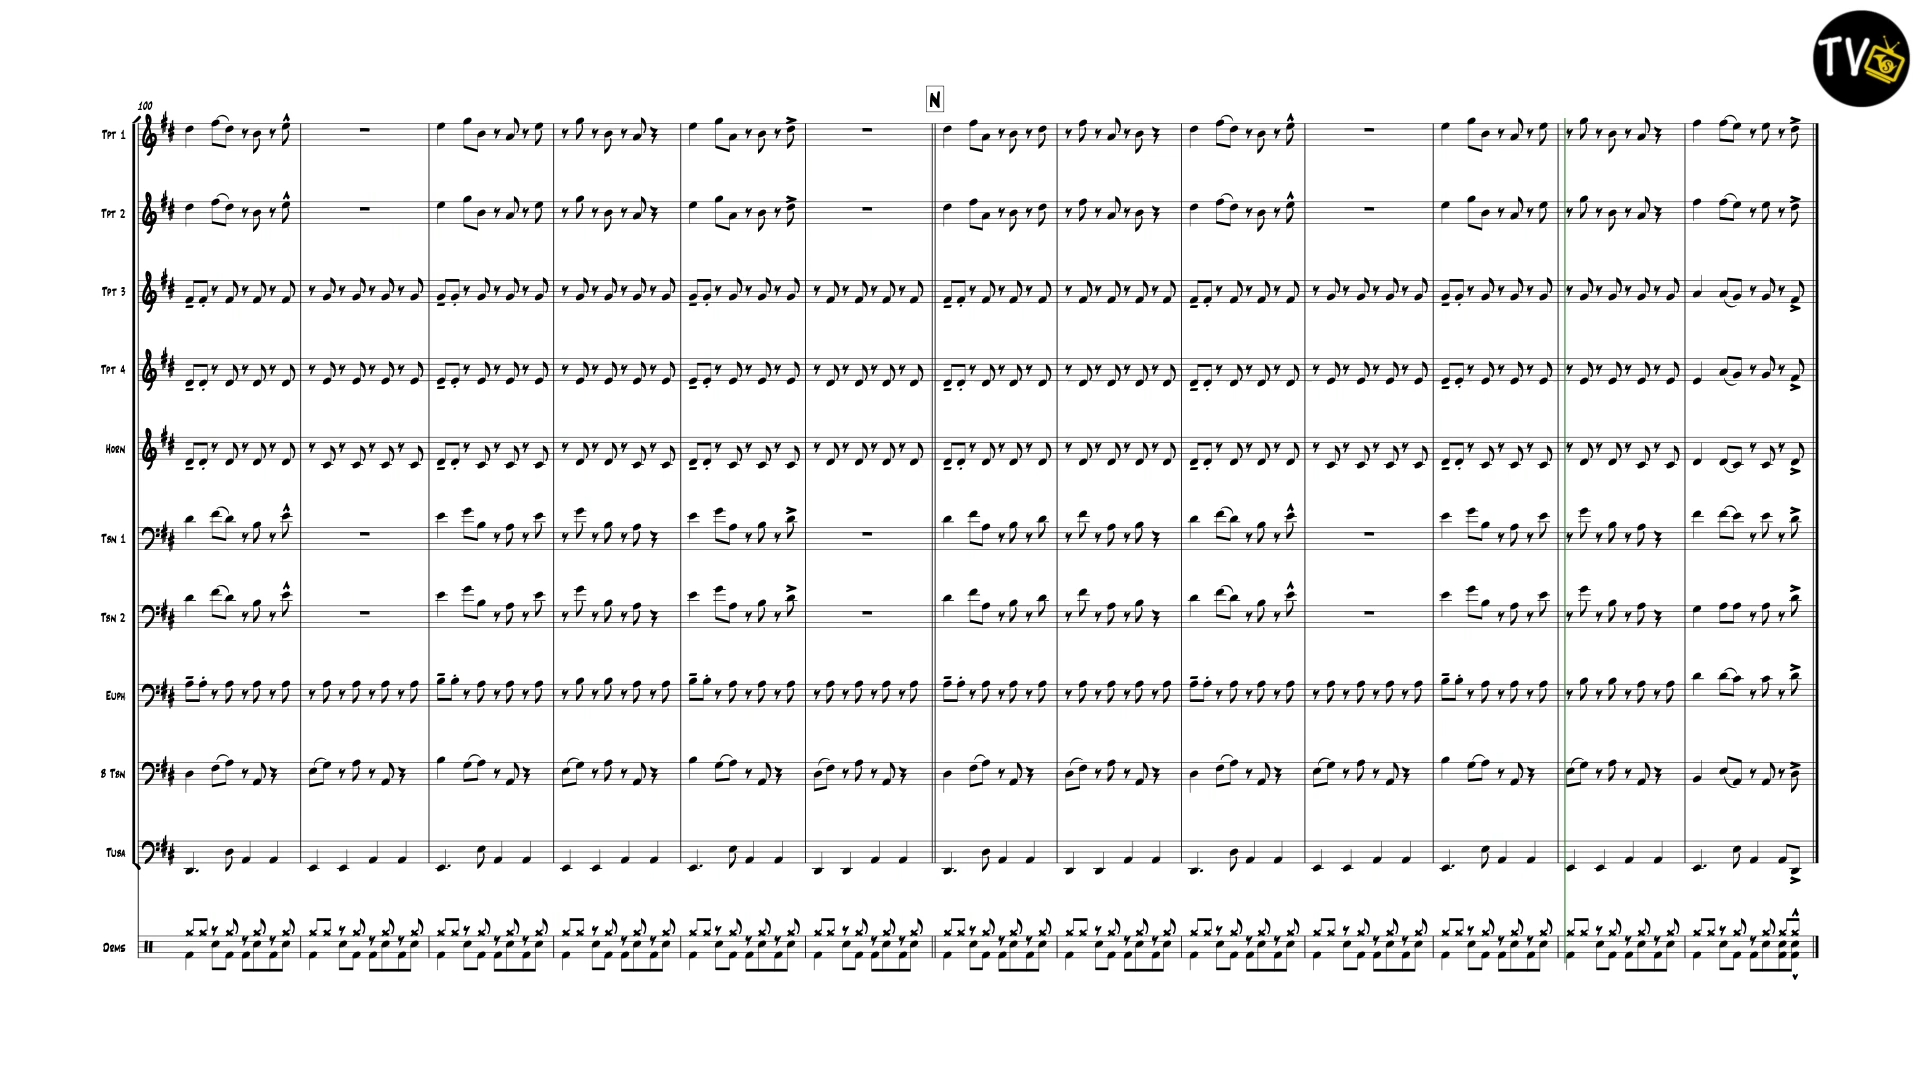 TV
100
N
Tpt 1
Tpt 2
Tpt 3
Tpt 4
Horn
Tbn 1
Tbn 2
Euph
B Tbn
Tuba
Drms